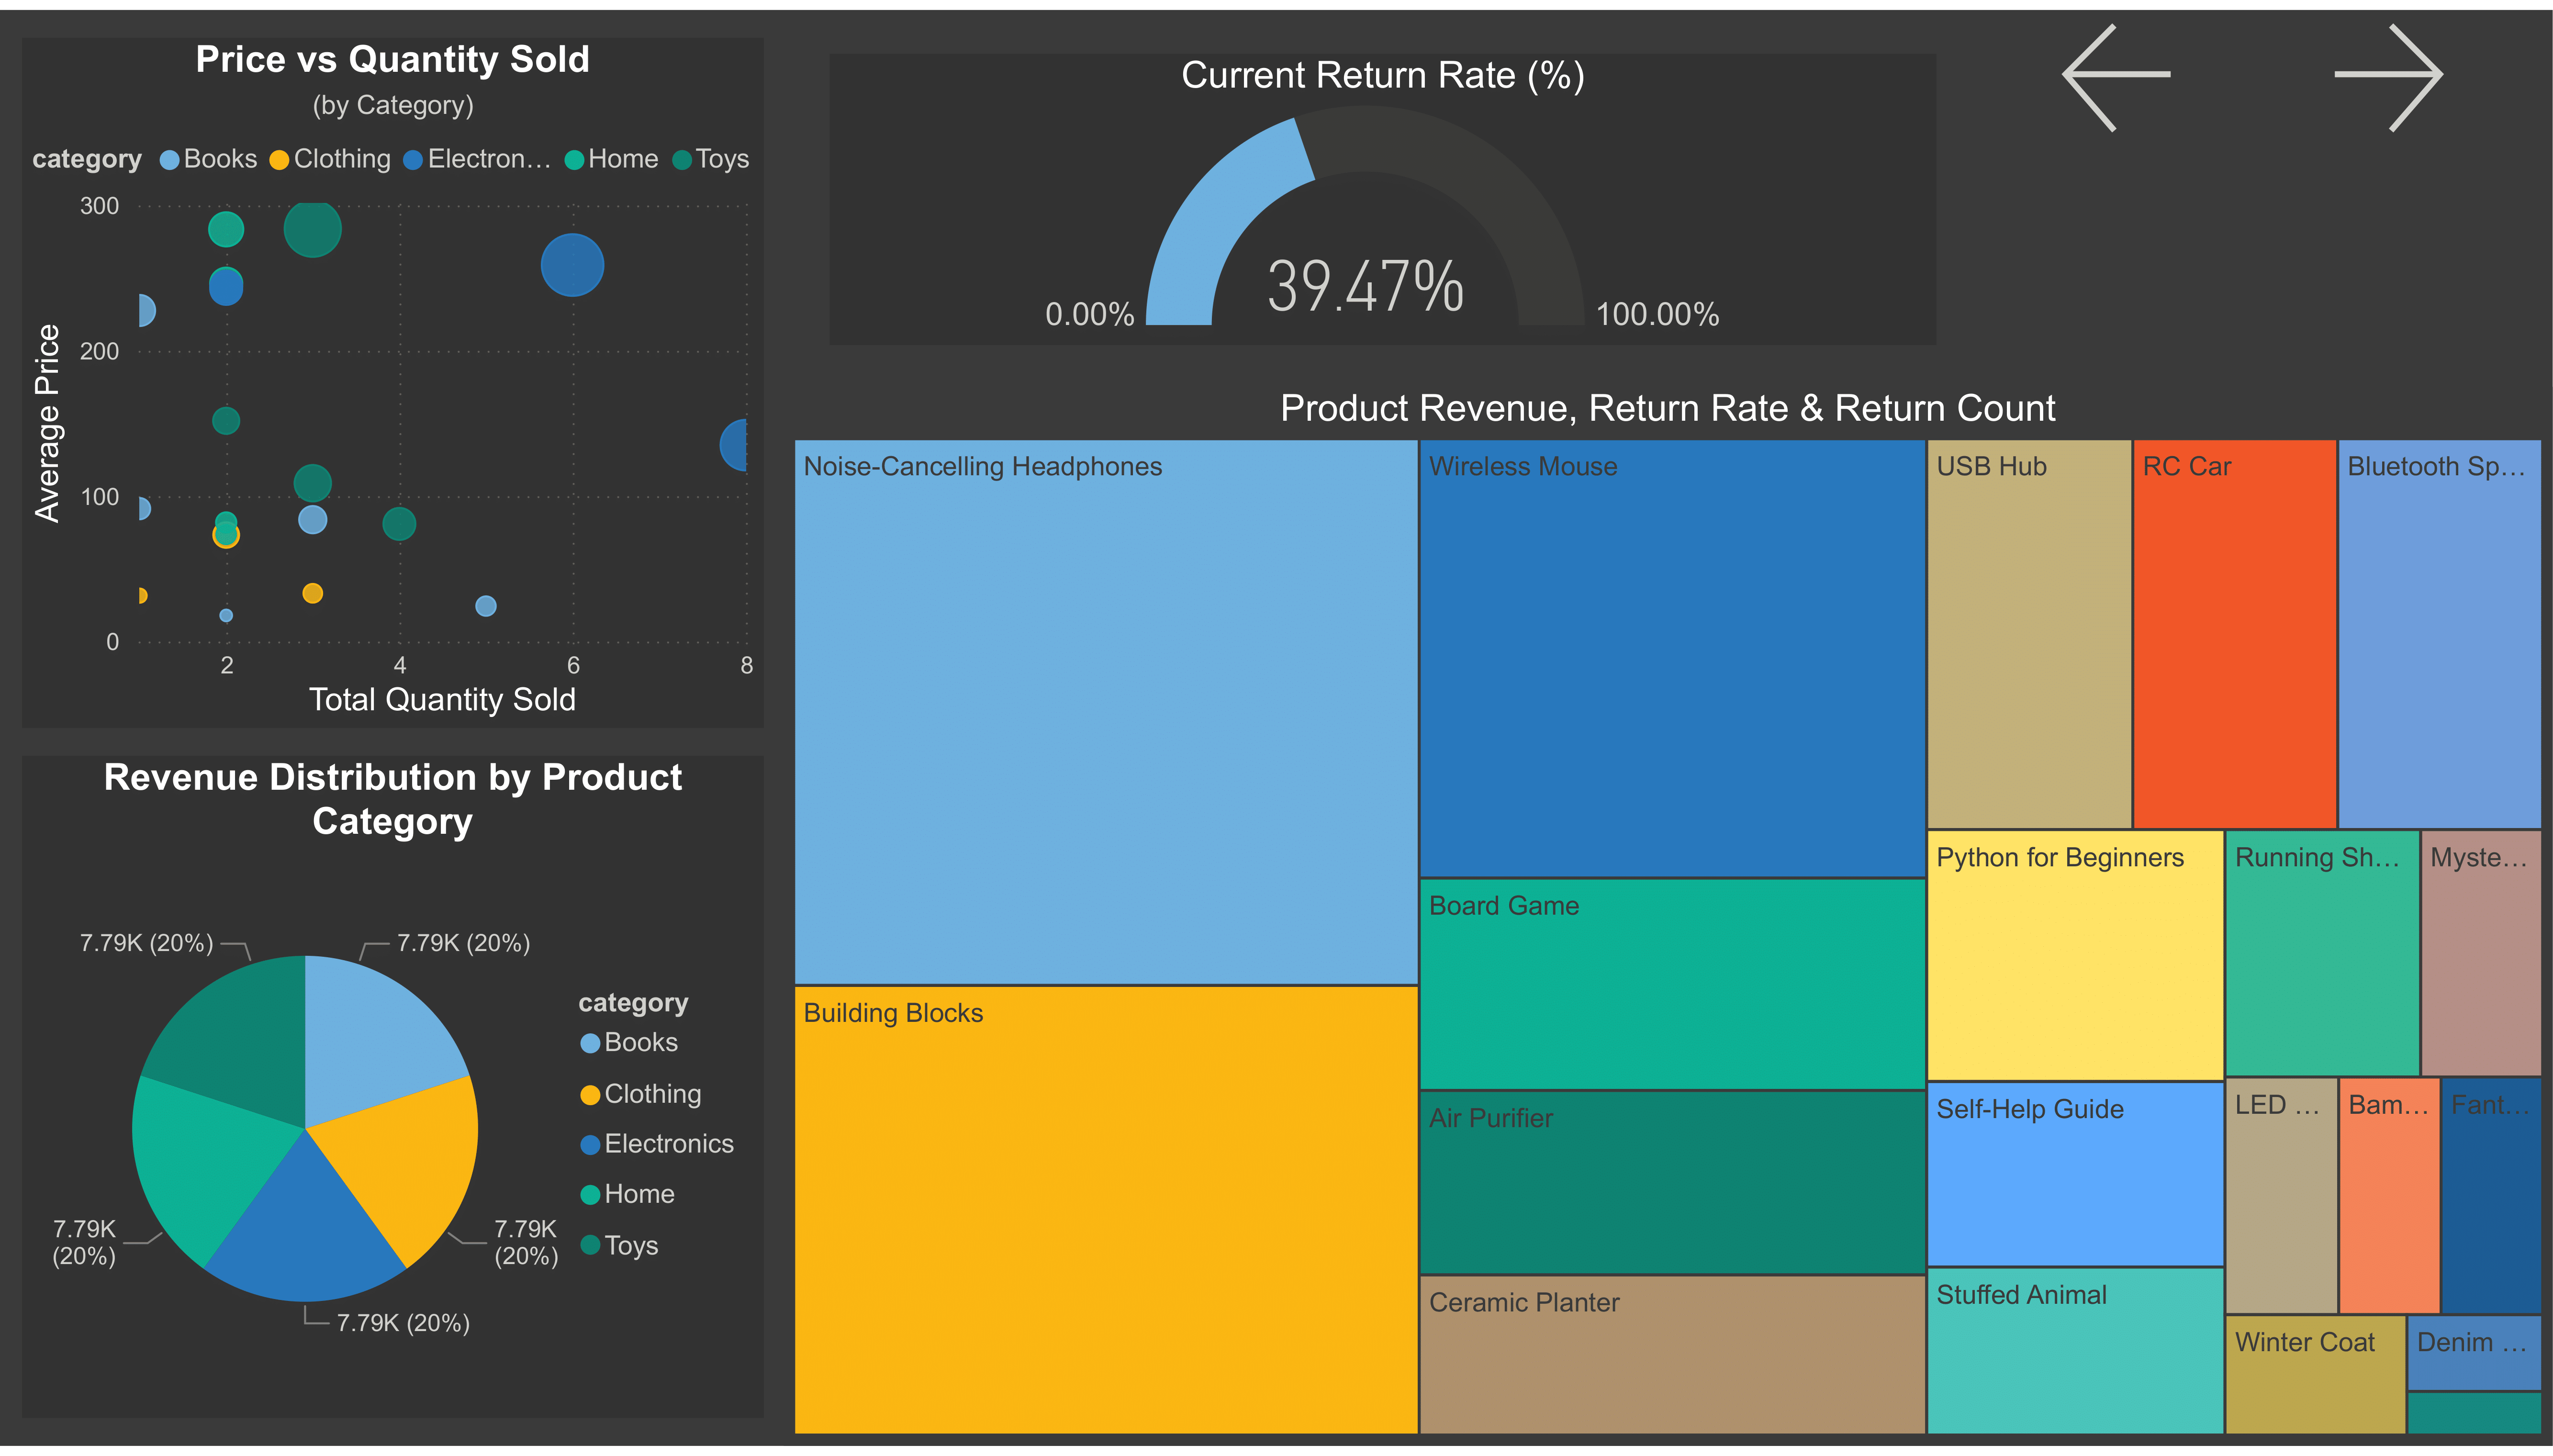 Price vs Quantity Sold
(by Category)
category Books Clothing Electron… Home Toys
300
200
100
0
Average Price
2 4 6 8
Total Quantity Sold
Current Return Rate (%)
39.47%
0.00%
100.00%
Revenue Distribution by Product
Category
7.79K (20%)
7.79K (20%)
7.79K
(20%)
7.79K
(20%)
7.79K (20%)
category
Books
Clothing
Electronics
Home
Toys
Product Revenue, Return Rate & Return Count
Noise-Cancelling Headphones
Building Blocks
Wireless Mouse
Board Game
Air Purifier
Ceramic Planter
USB Hub
RC Car
Bluetooth Sp…
Python for Beginners
Self-Help Guide
Stuffed Animal
Running Sh…
Myste…
LED …
Bam…
Fant…
Winter Coat
Denim …